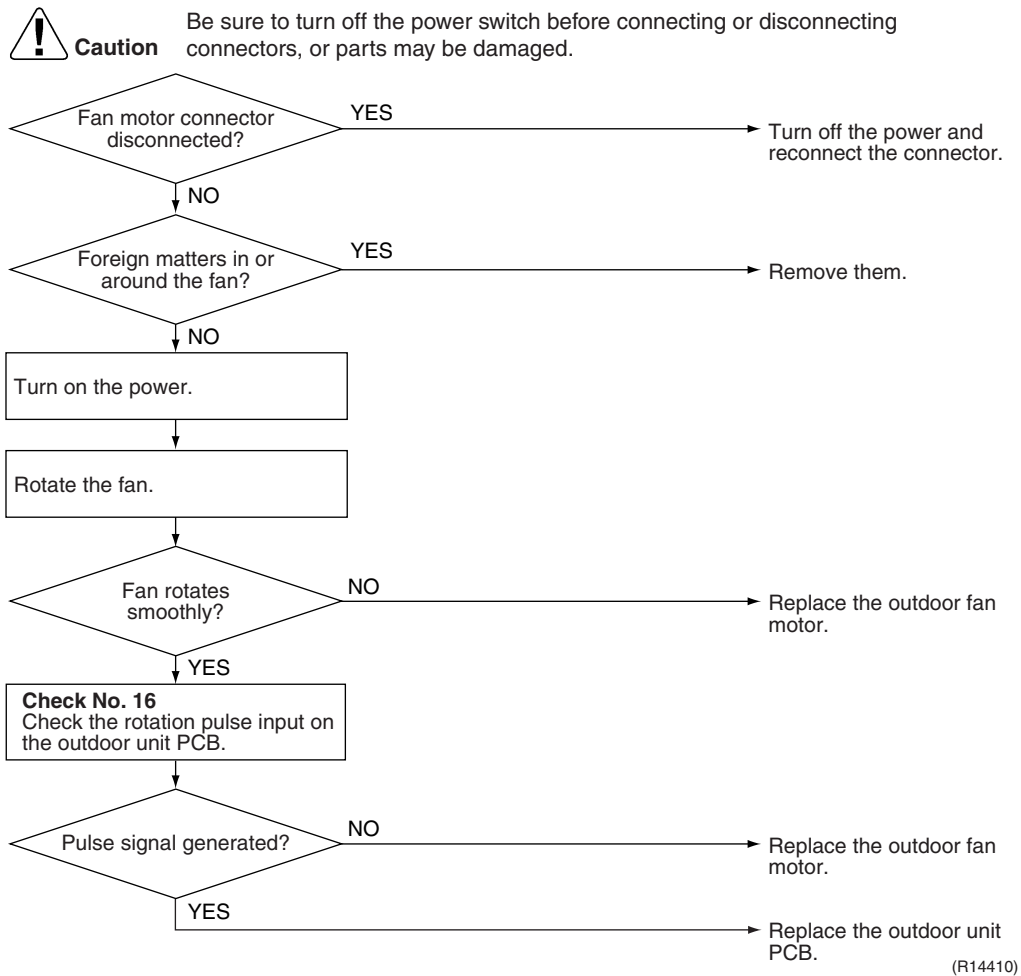 Be sure to turn off the power switch before connecting or disconnecting
Caution connectors, or parts may be damaged.
Fan motor connector
disconnected?
YES
Turn off the power and
reconnect the connector.
NO
Foreign matters in or
around the fan?
YES
Remove them.
NO
Turn on the power.
Rotate the fan.
Fan rotates
smoothly?
NO
Replace the outdoor fan
motor.
YES
Check No. 16
Check the rotation pulse input on
the outdoor unit PCB.
Pulse signal generated?
NO
Replace the outdoor fan
motor.
YES
Replace the outdoor unit
PCB.
(R14410)